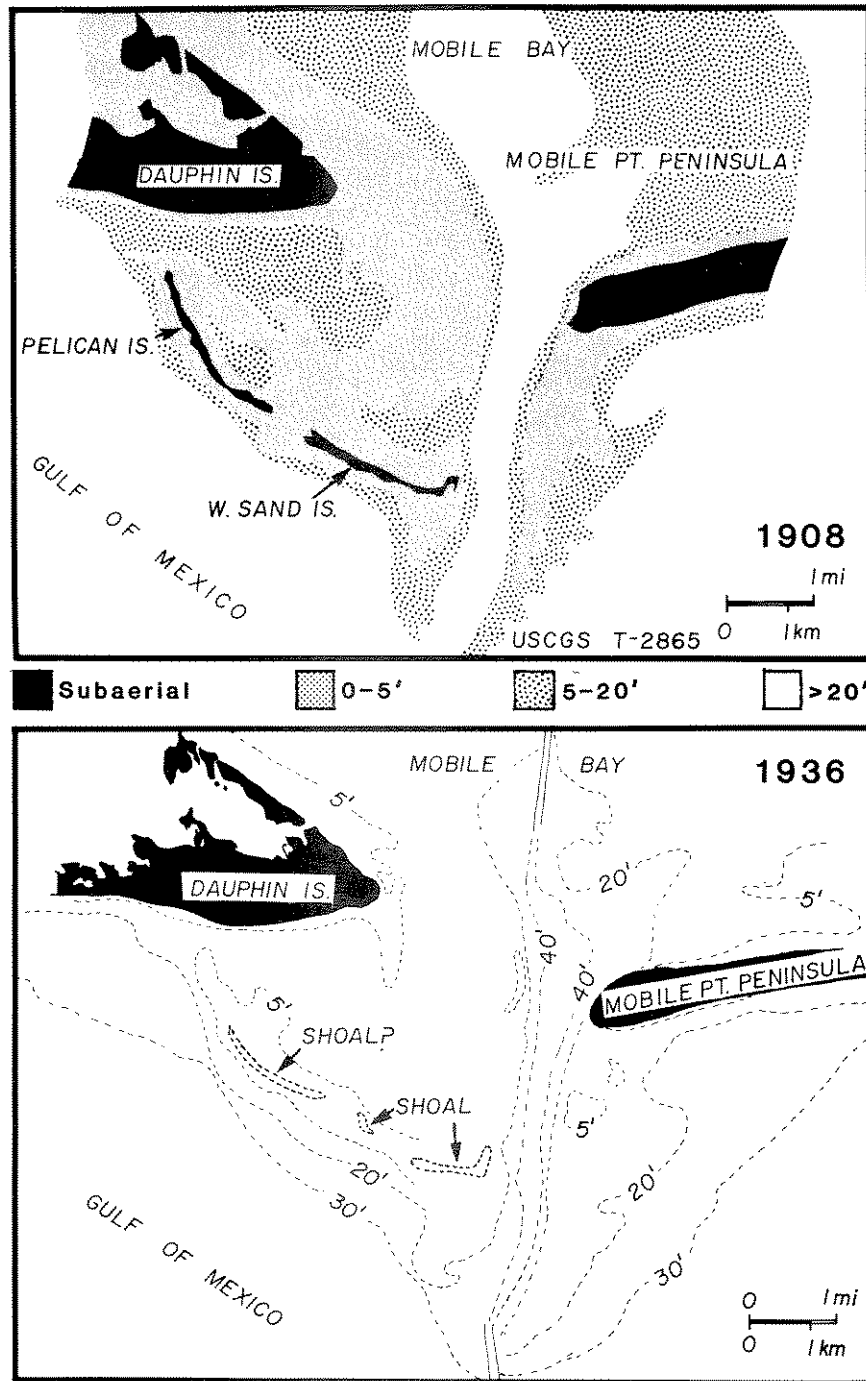 MOBILE BAY
DAUPHIN IS.
MOBILE PT. PENINSULA
PELICAN IS.
W. SAND IS.
GULF OF MEXICO
1908
1 mi
0 1 km
USCGS T-2865
Subaerial 0-5' 5-20' >20'
MOBILE BAY
1936
5'
DAUPHIN IS.
20'
5'
40'
40'
MOBILE PT. PENINSULA
5'
SHOAL?
SHOAL
5'
20'
20'
30'
30'
GULF OF MEXICO
0 1 mi
0 1 km